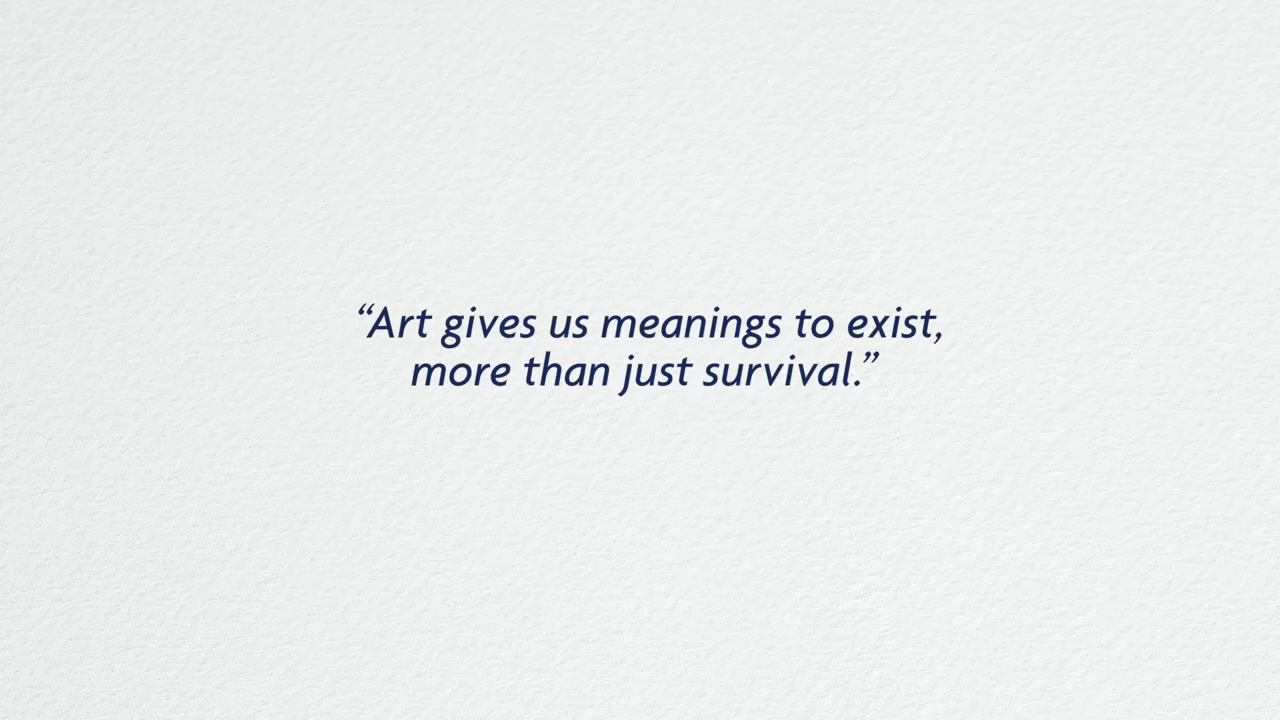 “Art gives us meanings to exist,
more than just survival.”